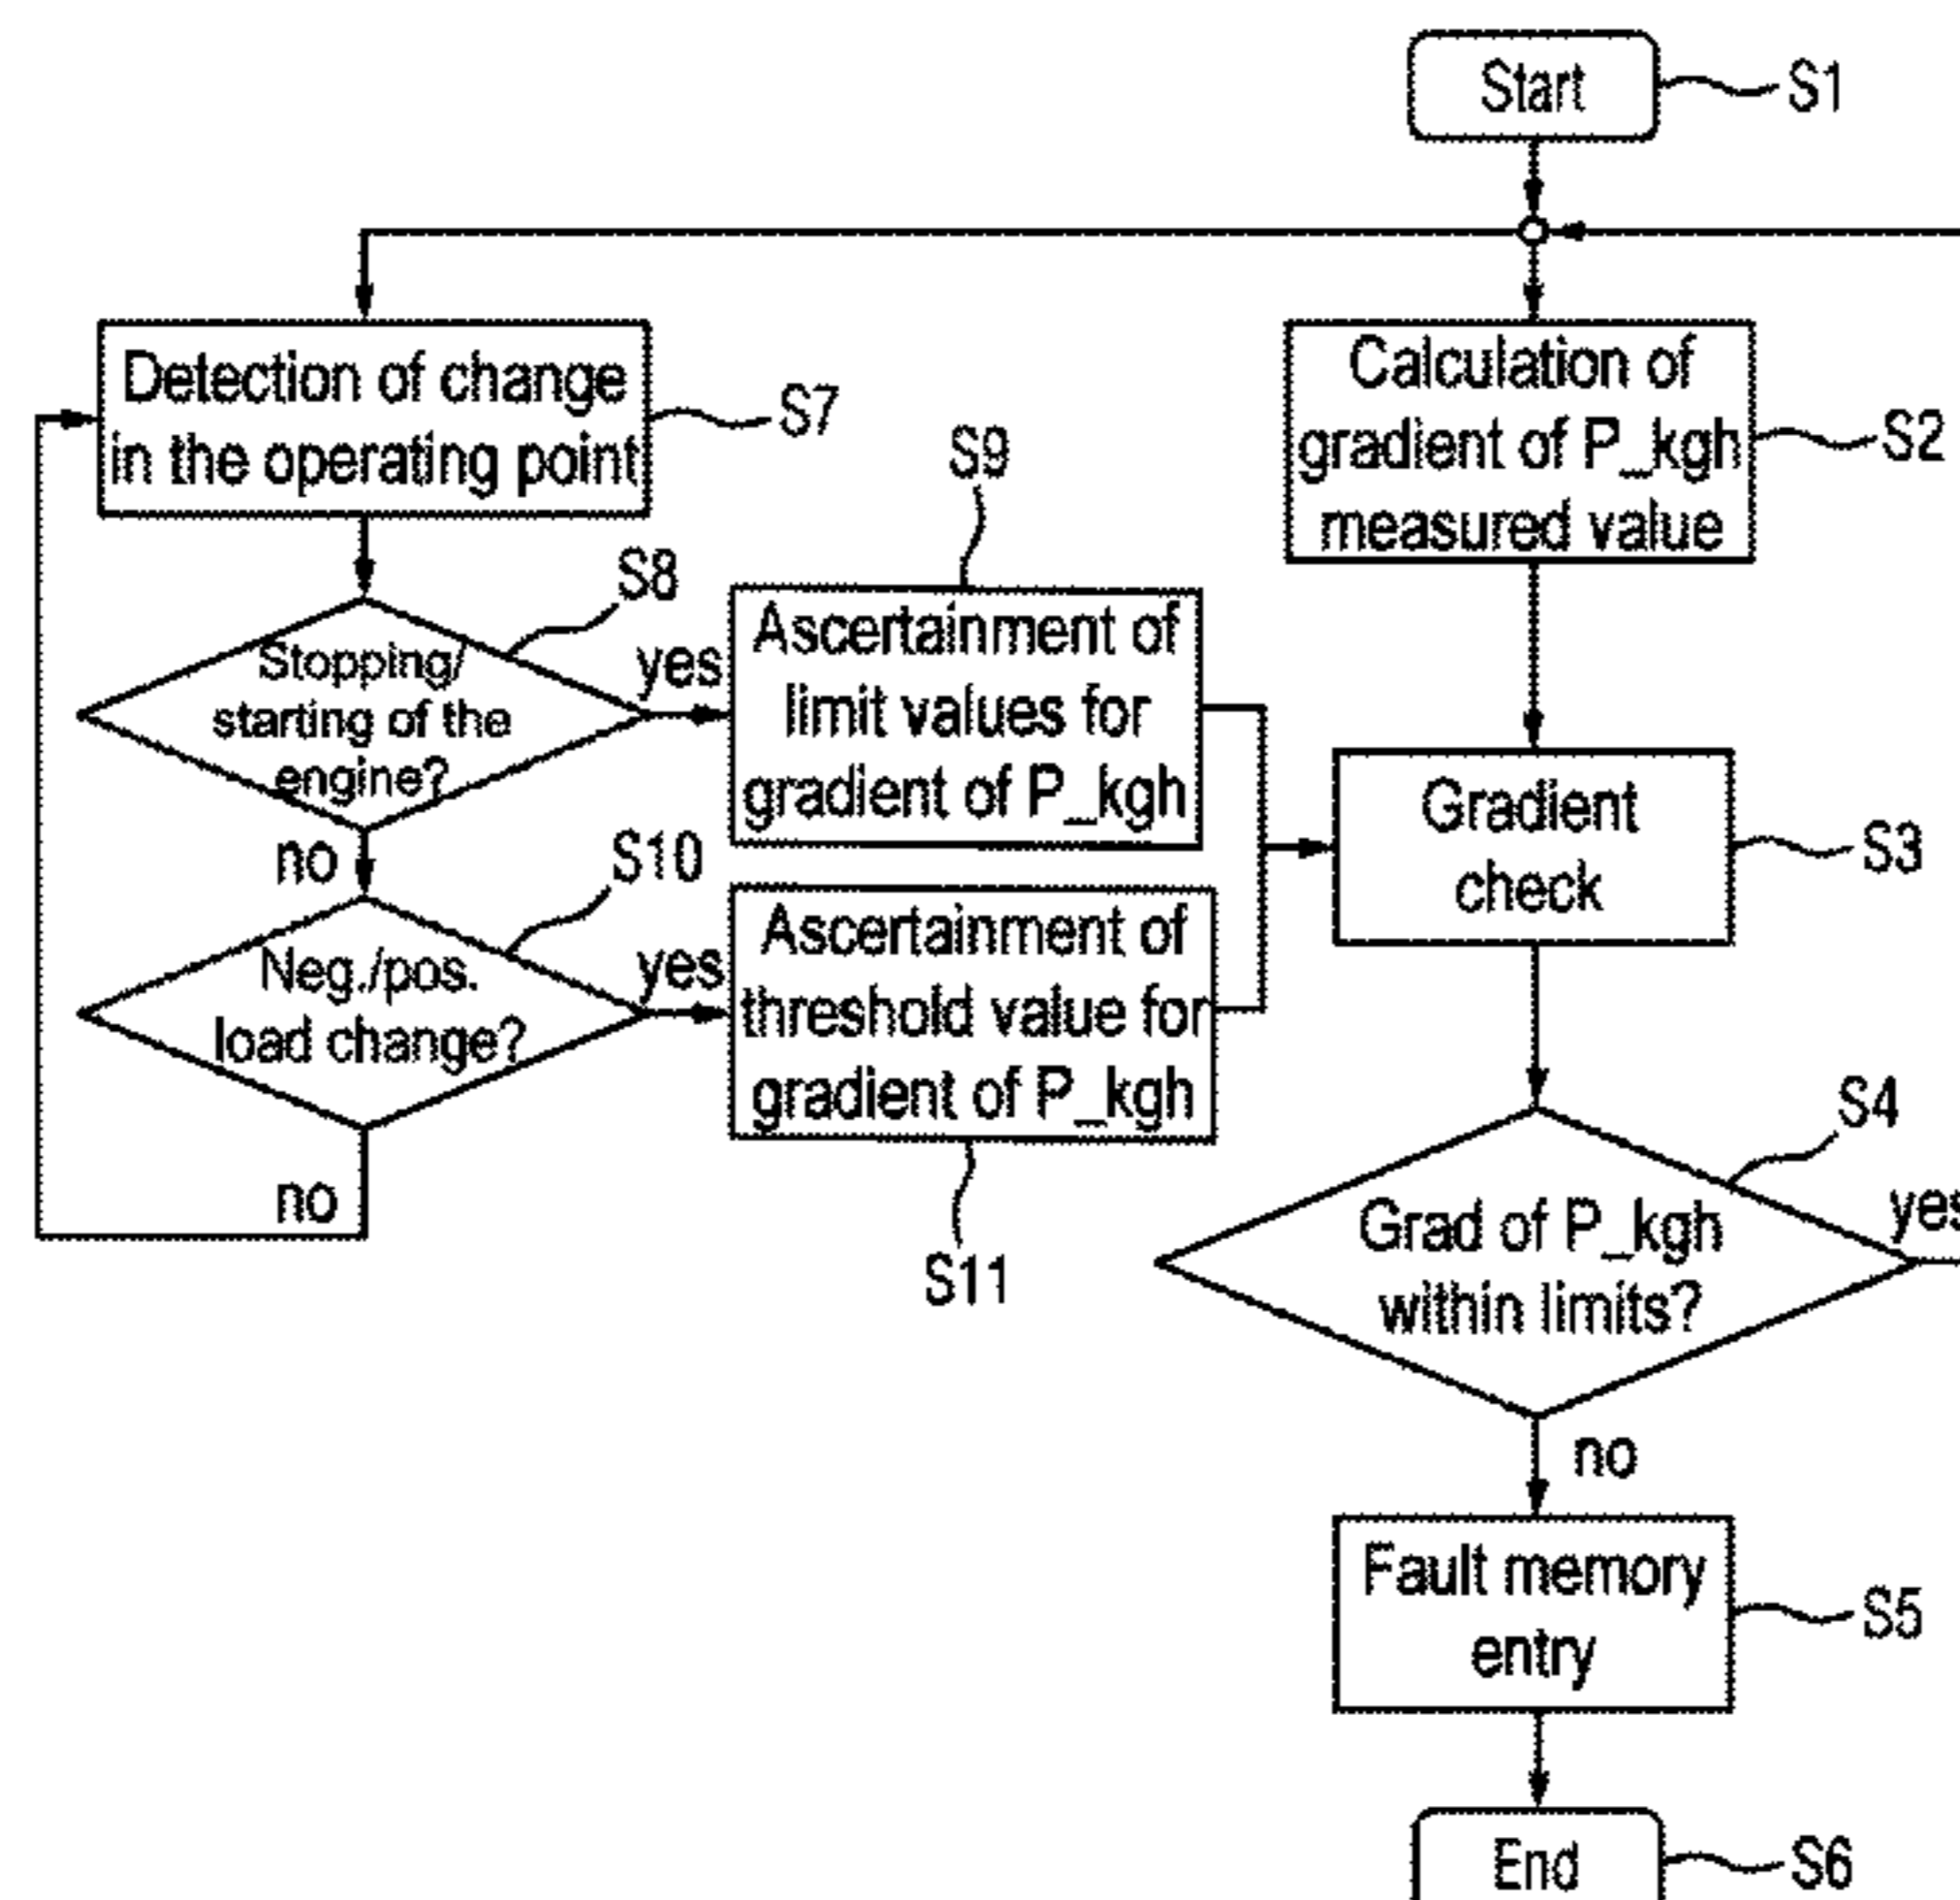 Start
S1
Detection of change
in the operating point
S7
Calculation of
gradient of P_kgh
measured value
S2
S9
S8
Stopping/
starting of the
engine?
yes
Ascertainment of
limit values for
gradient of P_kgh
Gradient
check
S3
no
S10
Neg./pos.
load change?
yes
Ascertainment of
threshold value for
gradient of P_kgh
no
S11
S4
Grad of P_kgh
within limits?
yes
no
Fault memory
entry
S5
End
S6